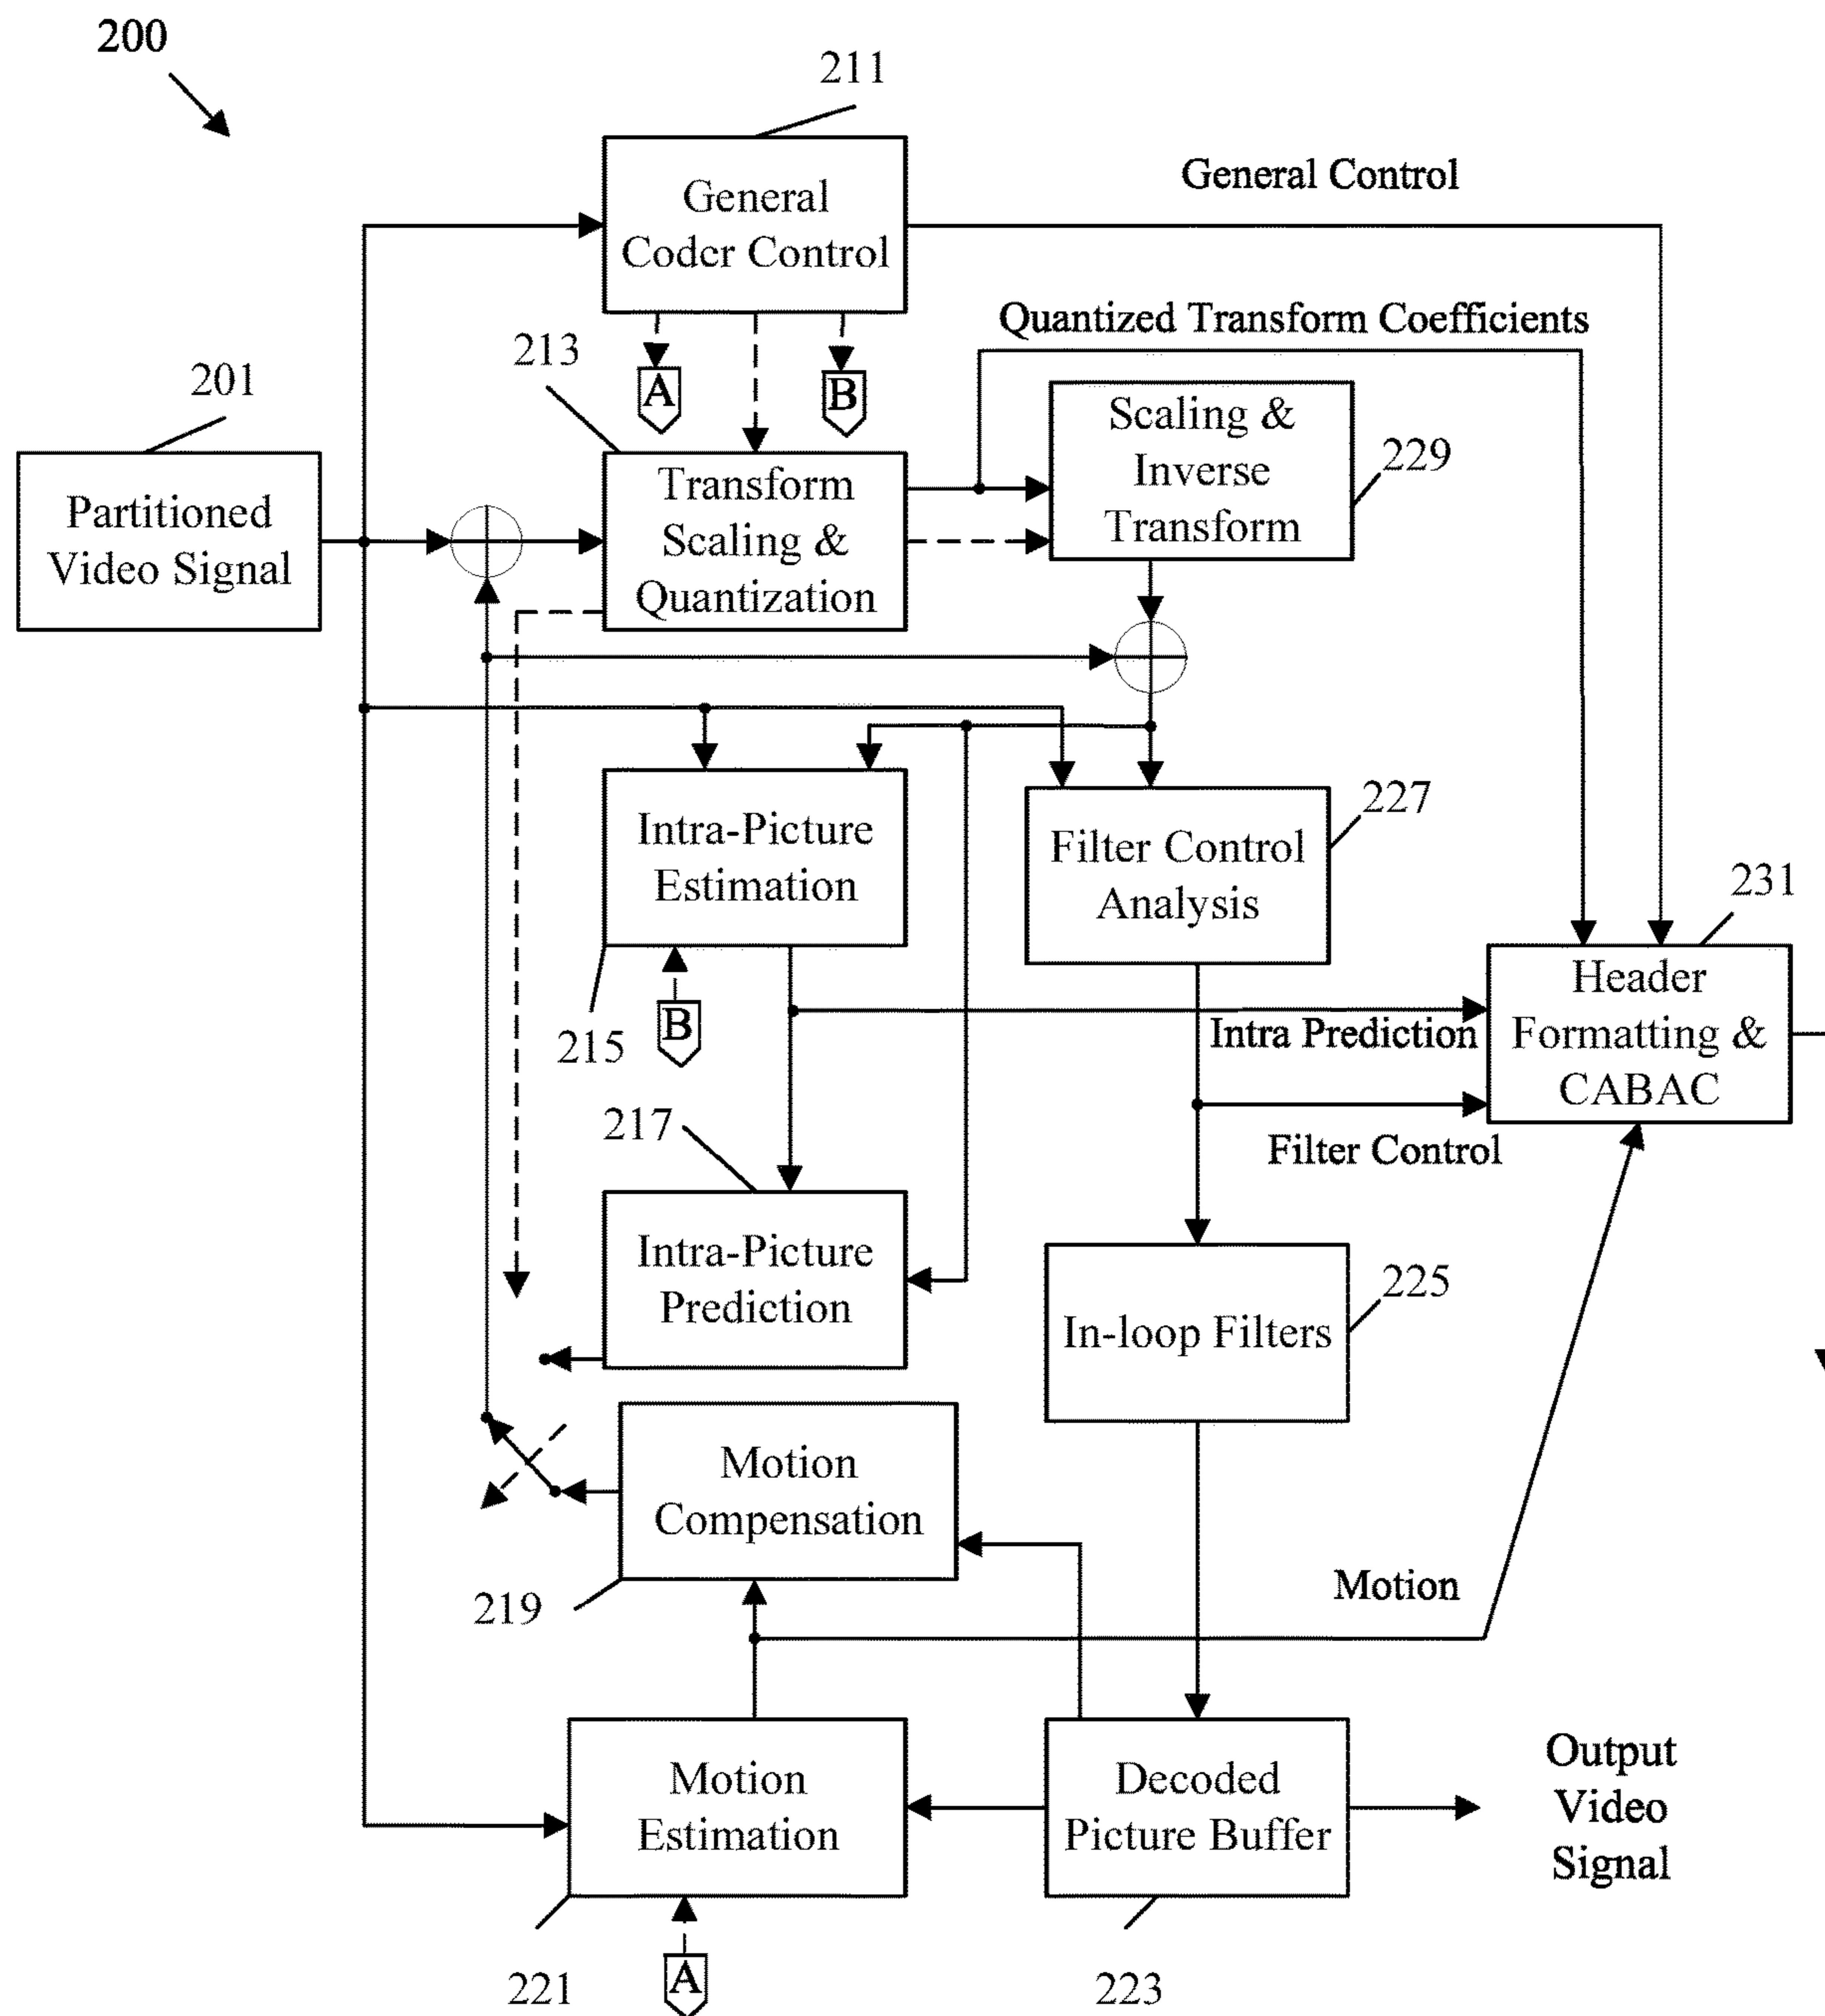 200
211
General
Coder Control
General Control
Quantized Transform Coefficients
213
A
B
201
Partitioned
Video Signal
Transform
Scaling &
Quantization
Scaling &
Inverse
Transform
229
Intra-Picture
Estimation
215
B
227
Filter Control
Analysis
231
Header
Formatting &
CABAC
Intra Prediction
Filter Control
217
Intra-Picture
Prediction
225
In-loop Filters
Motion
Compensation
219
Motion
Motion
Estimation
221
A
Decoded
Picture Buffer
223
Output
Video
Signal